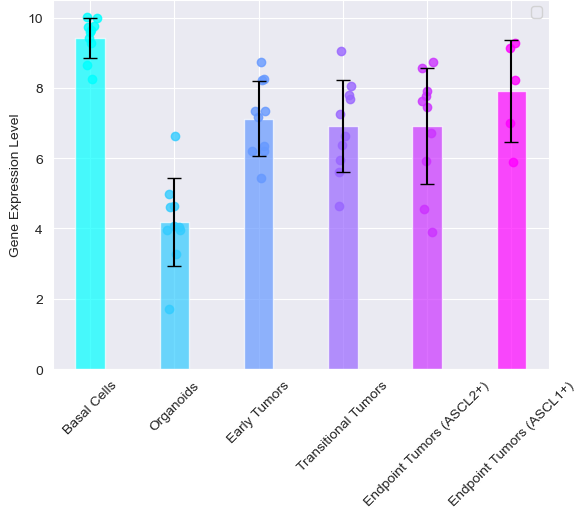 Gene Expression Level
10
8
6
4
2
0
Basal Cells
Organoids
Early Tumors
Transitional Tumors
Endpoint Tumors (ASCL2+)
Endpoint Tumors (ASCL1+)